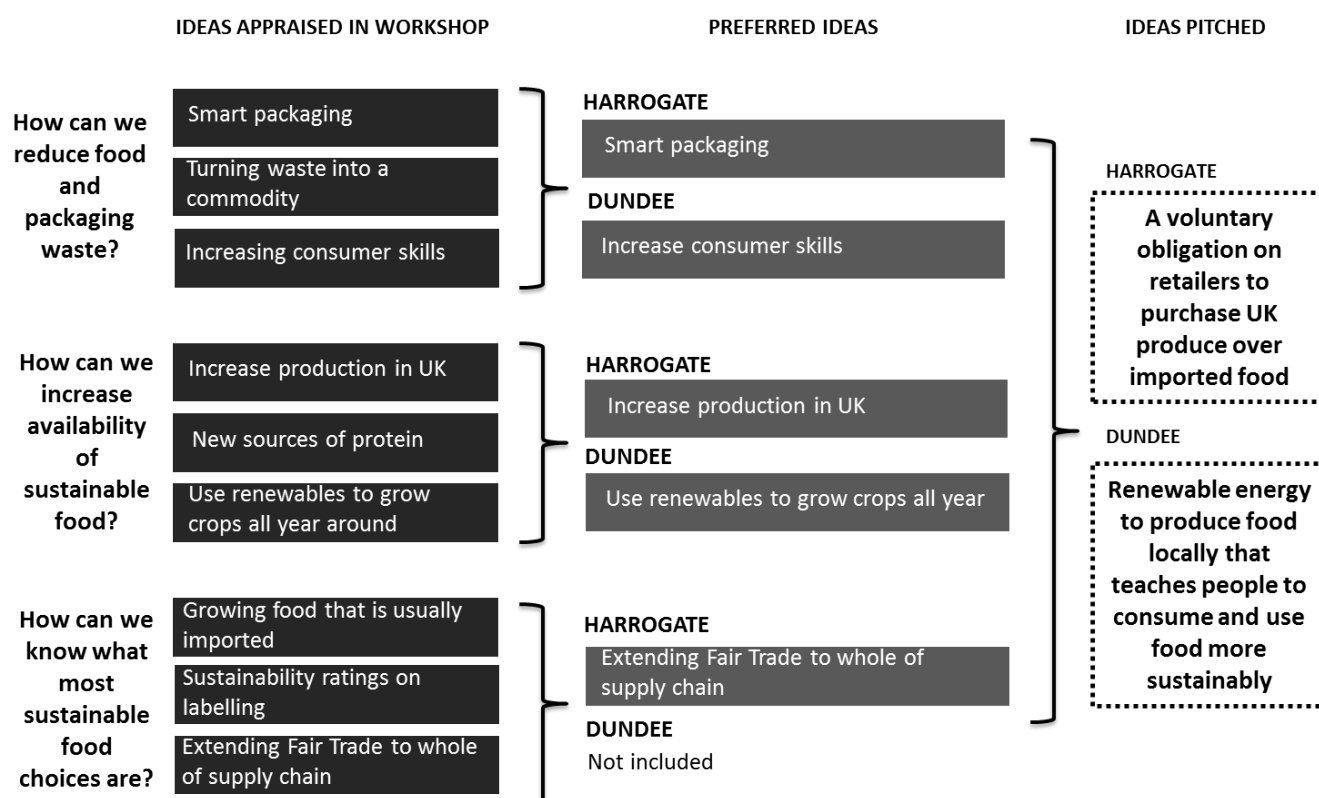 IDEAS APPRAISED IN WORKSHOP
PREFERRED IDEAS
IDEAS PITCHED
How can we
reduce food
and
packaging
waste?
Smart packaging
Turning waste into a
commodity
Increasing consumer skills
HARROGATE
Smart packaging
DUNDEE
Increase consumer skills
How can we
increase
availability
of
sustainable
food?
Increase production in UK
New sources of protein
Use renewables to grow
crops all year around
HARROGATE
Increase production in UK
DUNDEE
Use renewables to grow crops all year
How can we
know what
most
sustainable
food
choices are?
Growing food that is usually
imported
Sustainability ratings on
labelling
Extending Fair Trade to whole
of supply chain
HARROGATE
Extending Fair Trade to whole of
supply chain
DUNDEE
Not included
HARROGATE
A voluntary
obligation on
retailers to
purchase UK
produce over
imported food
DUNDEE
Renewable energy
to produce food
locally that
teaches people to
consume and use
food more
sustainably